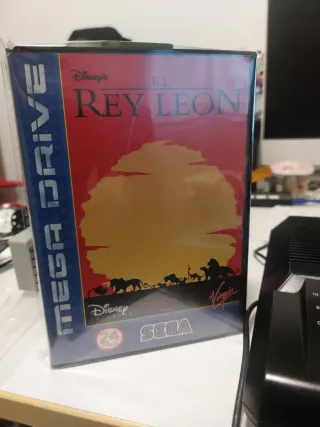 MEGA DRIVE
Disney's
EL
REY LEON
Disney
Virgin
SEGA